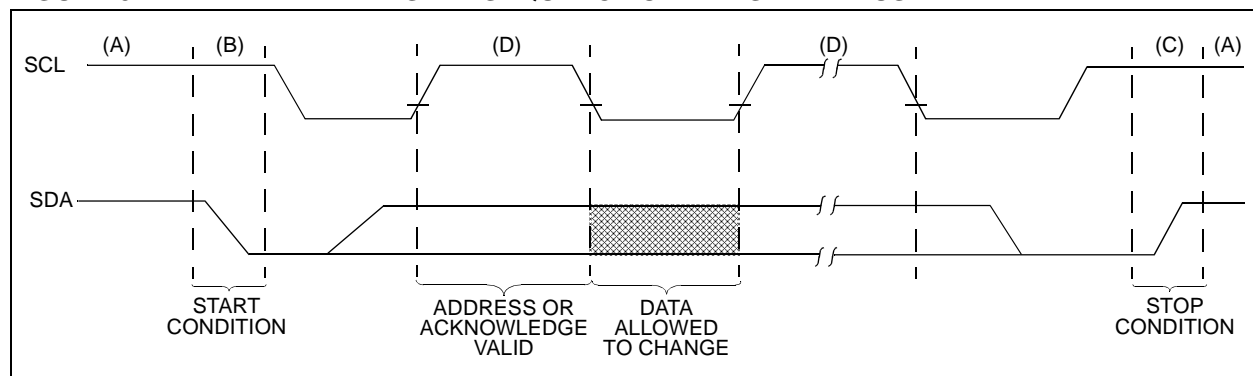 (A) (B) (D) (D) (C) (A)
SCL
SDA
START
CONDITION
ADDRESS OR
ACKNOWLEDGE
VALID
DATA
ALLOWED
TO CHANGE
STOP
CONDITION